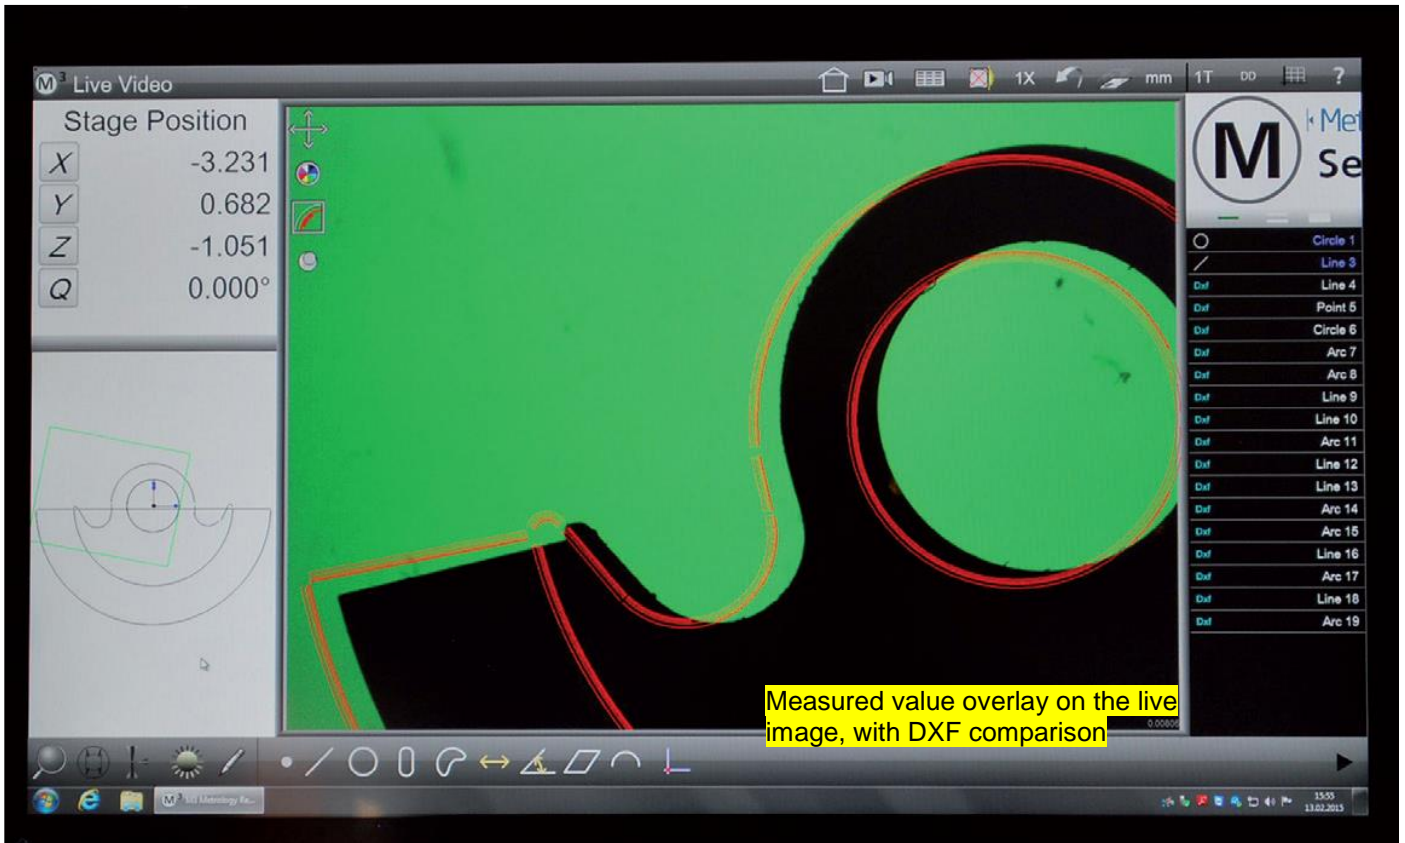 M³ Live Video
1X
mm
1T
DD
?
Stage Position
X -3.231
Y 0.682
Z -1.051
Q 0.000°
M
Met
Se
Circle 1
Line 3
Dxf Line 4
Dxf Point 5
Dxf Circle 6
Dxf Arc 7
Dxf Arc 8
Dxf Line 9
Dxf Line 10
Dxf Arc 11
Dxf Line 12
Dxf Line 13
Dxf Arc 14
Dxf Arc 15
Dxf Line 16
Dxf Arc 17
Dxf Line 18
Dxf Arc 19
Measured value overlay on the live
image, with DXF comparison
M³
15:55
13.02.2015